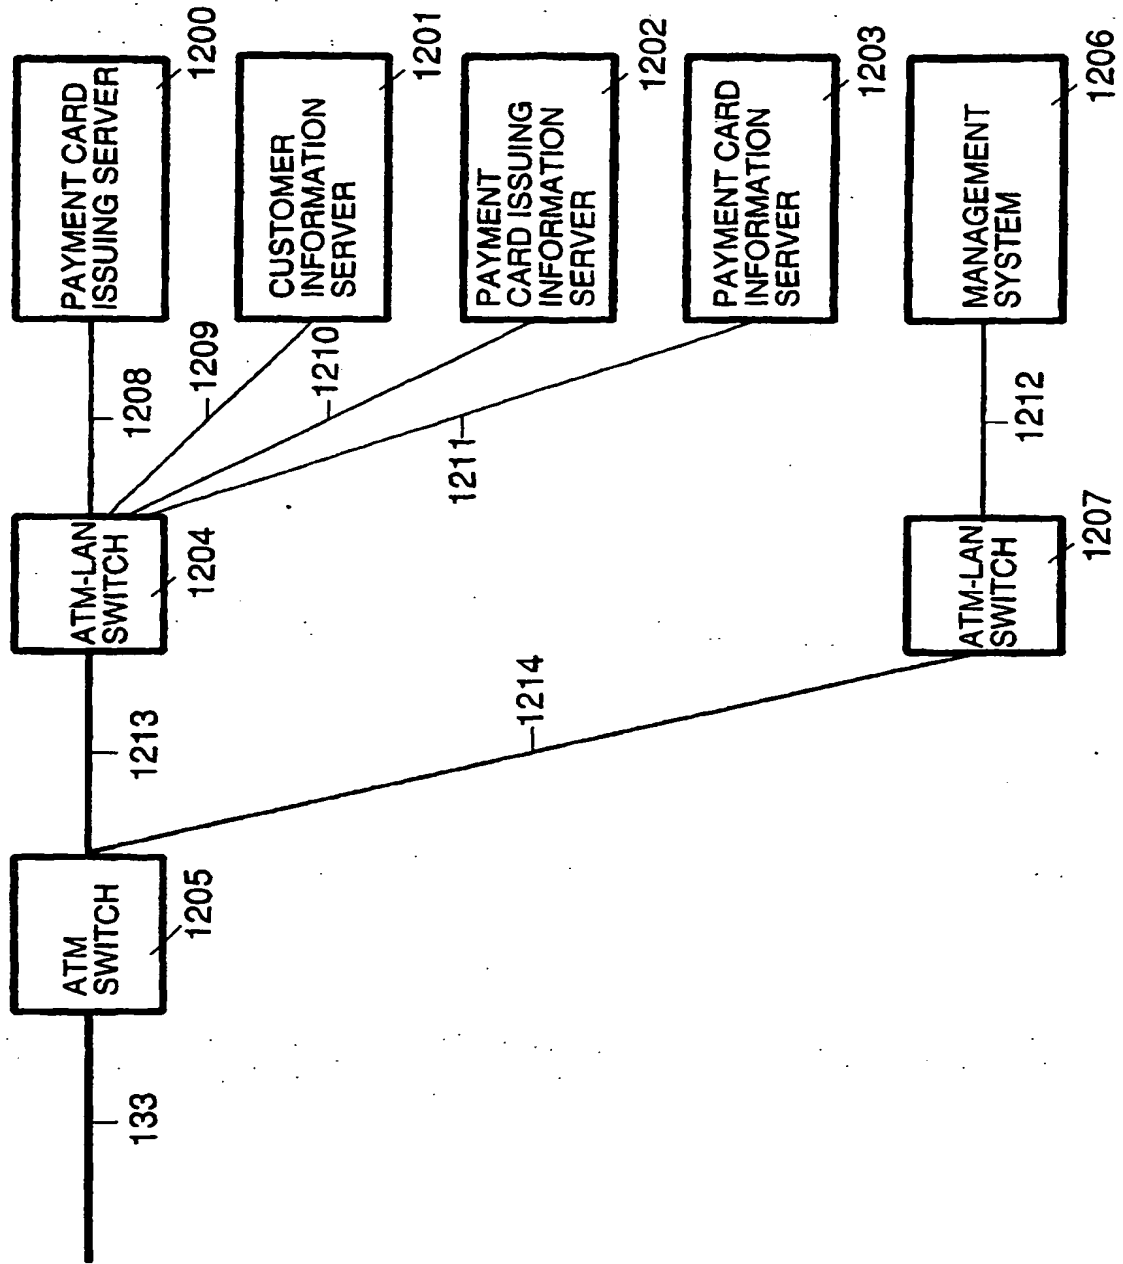 PAYMENT CARD
ISSUING SERVER
1200
CUSTOMER
INFORMATION
SERVER
1201
PAYMENT
CARD ISSUING
INFORMATION
SERVER
1202
PAYMENT CARD
INFORMATION
SERVER
1203
MANAGEMENT
SYSTEM
1206
1208
1209
1210
1211
1212
ATM-LAN
SWITCH
1204
ATM-LAN
SWITCH
1207
1213
1214
ATM
SWITCH
1205
133